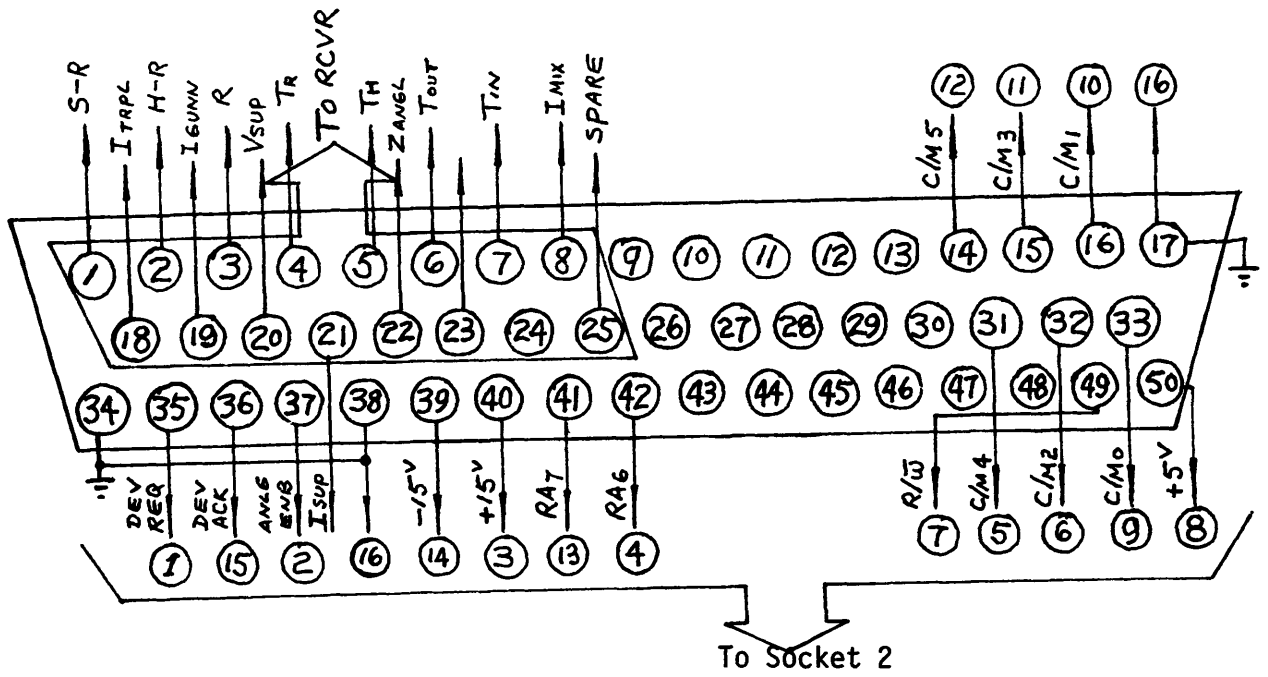 S-R
ITRPL
H-R
IGUNN
R
VSUP
TR
TO RCVR
TH
ZANGL
TOUT
TIN
IMIX
SPARE
12 11 10 16
C/M5
C/M3
C/M1
1 2 3 4 5 6 7 8 9 10 11 12 13 14 15 16 17
18 19 20 21 22 23 24 25 26 27 28 29 30 31 32 33
34 35 36 37 38 39 40 41 42 43 44 45 46 47 48 49 50
DEV REQ
DEV ACK
ANGLE ENB
ISUP
-15V
+15V
RA7
RA6
R/W̅
C/M4
C/M2
C/M0
+5V
1 15 2 16 14 3 13 4 7 5 6 9 8
To Socket 2